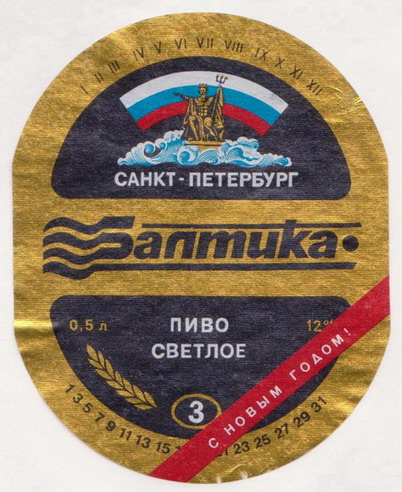 I II III IV V VI VII VIII IX X XI XII
САНКТ-ПЕТЕРБУРГ
Балтика
0,5 л
ПИВО
СВЕТЛОЕ
12%
3
С НОВЫМ ГОДОМ!
1 3 5 7 9 11 13 15 21 23 25 27 29 31